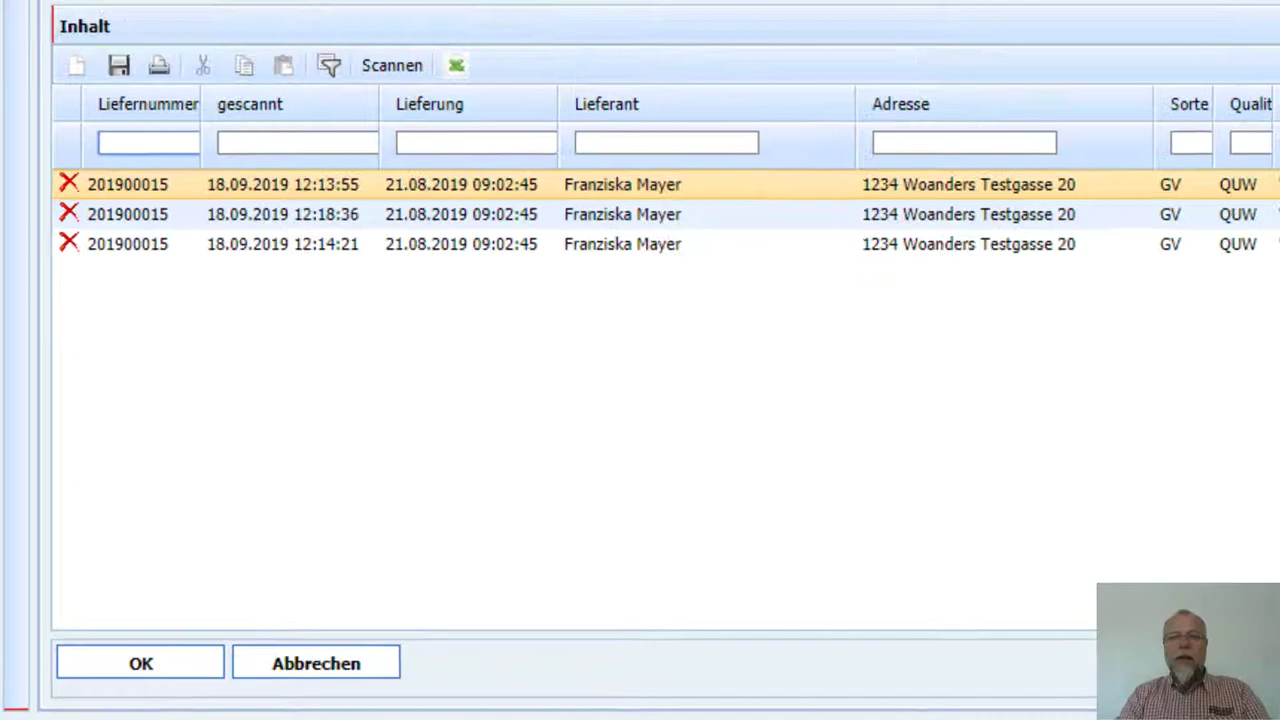 Inhalt
Scannen
Liefernummer gescannt Lieferung Lieferant Adresse Sorte Qualit
201900015 18.09.2019 12:13:55 21.08.2019 09:02:45 Franziska Mayer 1234 Woanders Testgasse 20 GV QUW
201900015 18.09.2019 12:18:36 21.08.2019 09:02:45 Franziska Mayer 1234 Woanders Testgasse 20 GV QUW
201900015 18.09.2019 12:14:21 21.08.2019 09:02:45 Franziska Mayer 1234 Woanders Testgasse 20 GV QUW
OK Abbrechen